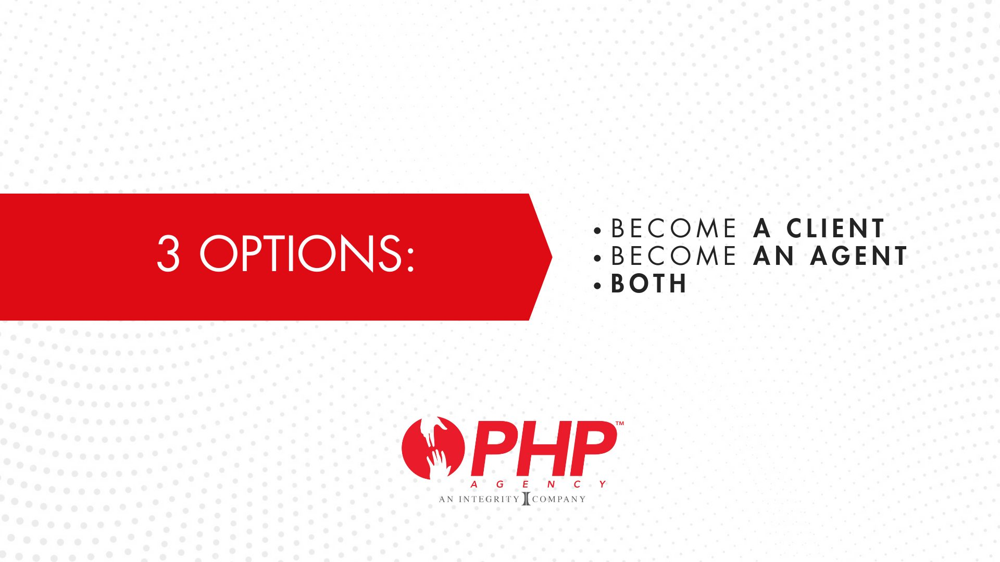 3 OPTIONS:
• BECOME A CLIENT
• BECOME AN AGENT
• BOTH
PHP™
AGENCY
AN INTEGRITY COMPANY